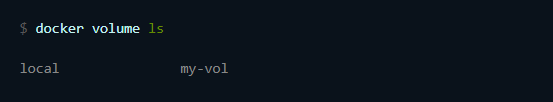 $ docker volume ls
local               my-vol